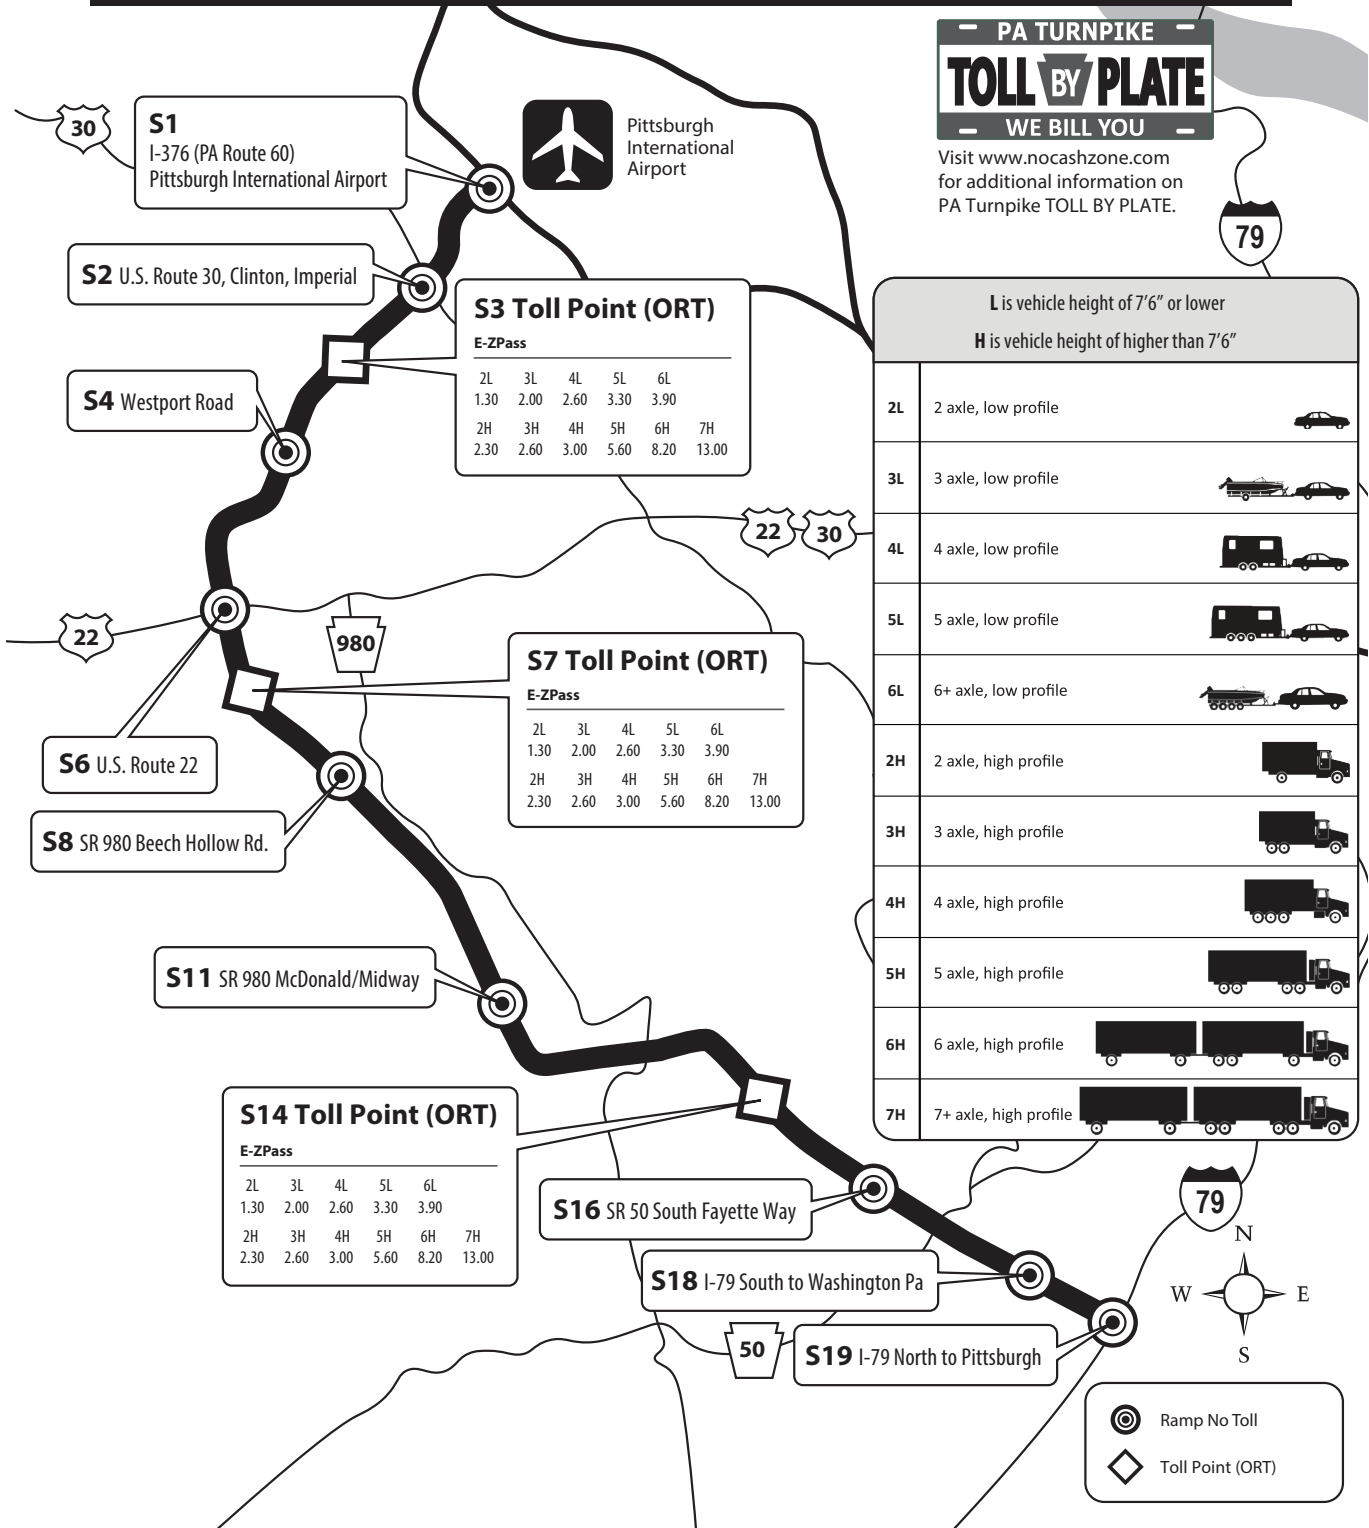 PA TURNPIKE
TOLL BY PLATE
WE BILL YOU
Visit www.nocashzone.com
for additional information on
PA Turnpike TOLL BY PLATE.
30
S1
I-376 (PA Route 60)
Pittsburgh International Airport
Pittsburgh
International
Airport
79
S2 U.S. Route 30, Clinton, Imperial
S3 Toll Point (ORT)
E-ZPass
2L 3L 4L 5L 6L
1.30 2.00 2.60 3.30 3.90
2H 3H 4H 5H 6H 7H
2.30 2.60 3.00 5.60 8.20 13.00
S4 Westport Road
22 30
22
980
S7 Toll Point (ORT)
E-ZPass
2L 3L 4L 5L 6L
1.30 2.00 2.60 3.30 3.90
2H 3H 4H 5H 6H 7H
2.30 2.60 3.00 5.60 8.20 13.00
S6 U.S. Route 22
S8 SR 980 Beech Hollow Rd.
S11 SR 980 McDonald/Midway
S14 Toll Point (ORT)
E-ZPass
2L 3L 4L 5L 6L
1.30 2.00 2.60 3.30 3.90
2H 3H 4H 5H 6H 7H
2.30 2.60 3.00 5.60 8.20 13.00
S16 SR 50 South Fayette Way
S18 I-79 South to Washington Pa
50
S19 I-79 North to Pittsburgh
L is vehicle height of 7'6” or lower
H is vehicle height of higher than 7'6”
2L 2 axle, low profile
3L 3 axle, low profile
4L 4 axle, low profile
5L 5 axle, low profile
6L 6+ axle, low profile
2H 2 axle, high profile
3H 3 axle, high profile
4H 4 axle, high profile
5H 5 axle, high profile
6H 6 axle, high profile
7H 7+ axle, high profile
79
N
W E
S
Ramp No Toll
Toll Point (ORT)